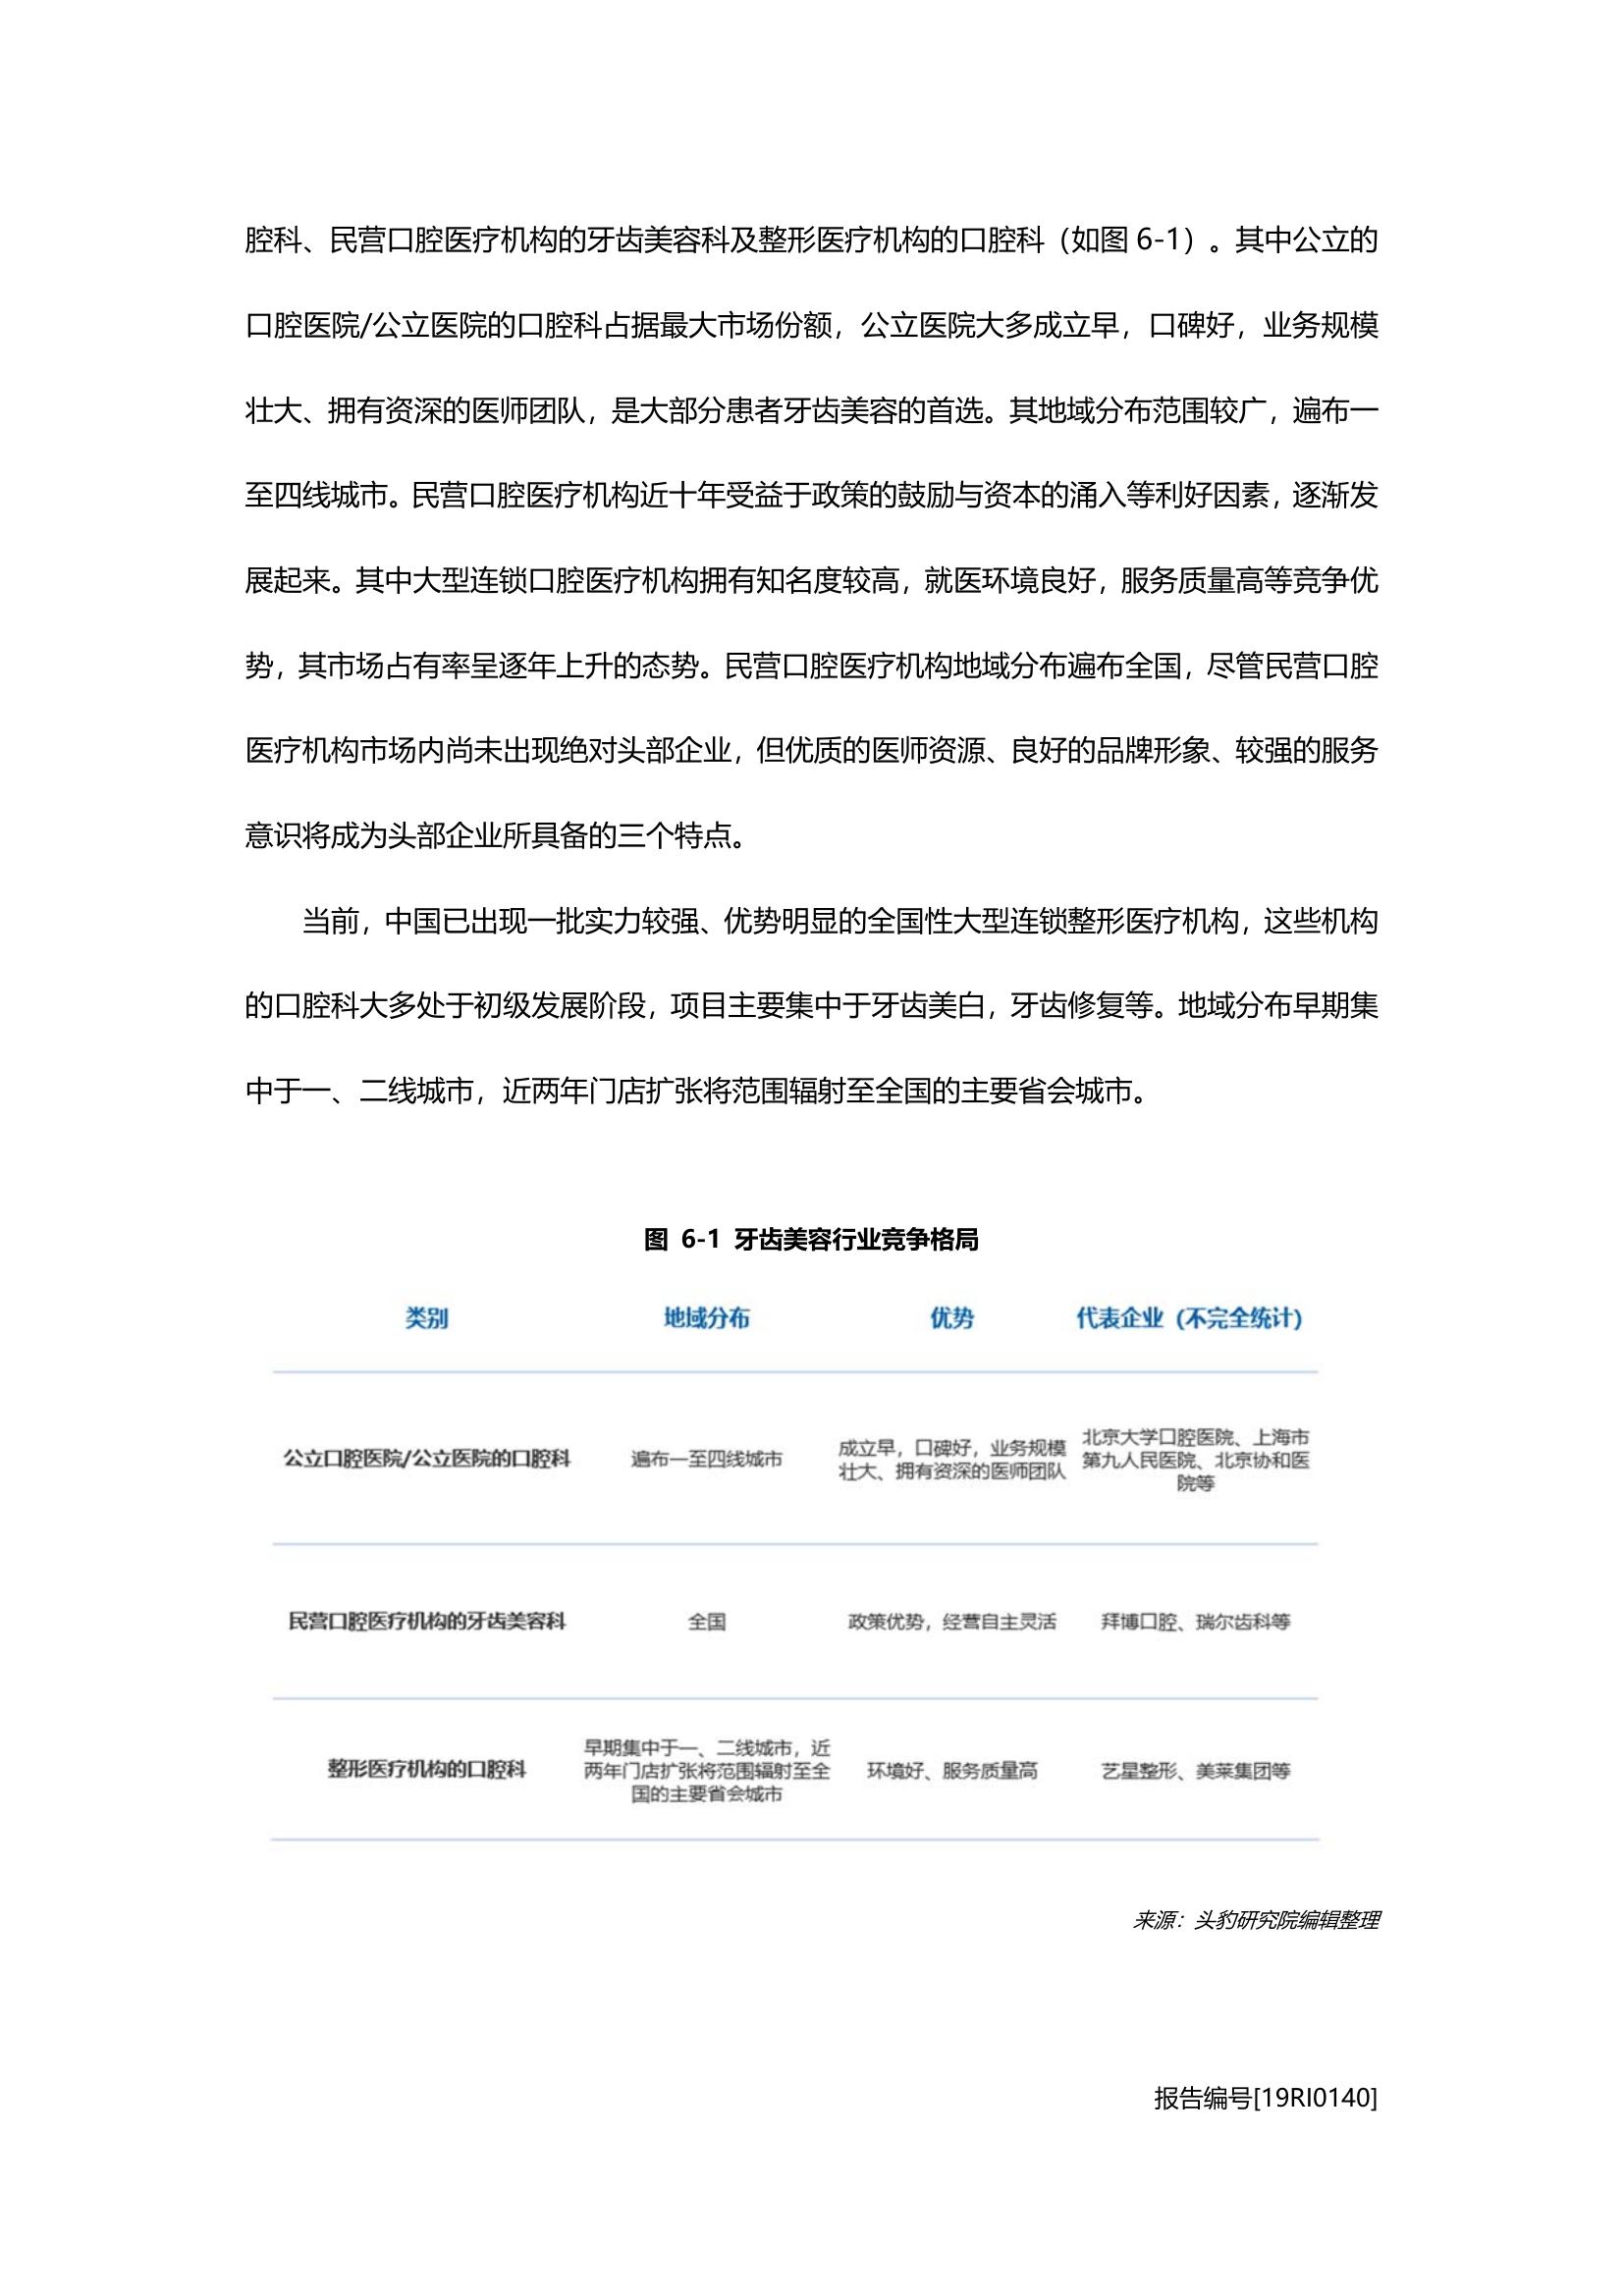 腔科、民营口腔医疗机构的牙齿美容科及整形医疗机构的口腔科（如图 6-1）。其中公立的
口腔医院/公立医院的口腔科占据最大市场份额，公立医院大多成立早，口碑好，业务规模
壮大、拥有资深的医师团队，是大部分患者牙齿美容的首选。其地域分布范围较广，遍布一
至四线城市。民营口腔医疗机构近十年受益于政策的鼓励与资本的涌入等利好因素，逐渐发
展起来。其中大型连锁口腔医疗机构拥有知名度较高，就医环境良好，服务质量高等竞争优
势，其市场占有率呈逐年上升的态势。民营口腔医疗机构地域分布遍布全国，尽管民营口腔
医疗机构市场内尚未出现绝对头部企业，但优质的医师资源、良好的品牌形象、较强的服务
意识将成为头部企业所具备的三个特点。
当前，中国已出现一批实力较强、优势明显的全国性大型连锁整形医疗机构，这些机构
的口腔科大多处于初级发展阶段，项目主要集中于牙齿美白，牙齿修复等。地域分布早期集
中于一、二线城市，近两年门店扩张将范围辐射至全国的主要省会城市。
图 6-1 牙齿美容行业竞争格局
类别 地域分布 优势 代表企业（不完全统计）
公立口腔医院/公立医院的口腔科
遍布一至四线城市
成立早，口碑好，业务规模
壮大、拥有资深的医师团队
北京大学口腔医院、上海市
第九人民医院、北京协和医
院等
民营口腔医疗机构的牙齿美容科
全国
政策优势，经营自主灵活
拜博口腔、瑞尔齿科等
整形医疗机构的口腔科
早期集中于一、二线城市，近
两年门店扩张将范围辐射至全
国的主要省会城市
环境好、服务质量高
艺星整形、美莱集团等
来源：头豹研究院编辑整理
报告编号[19RI0140]